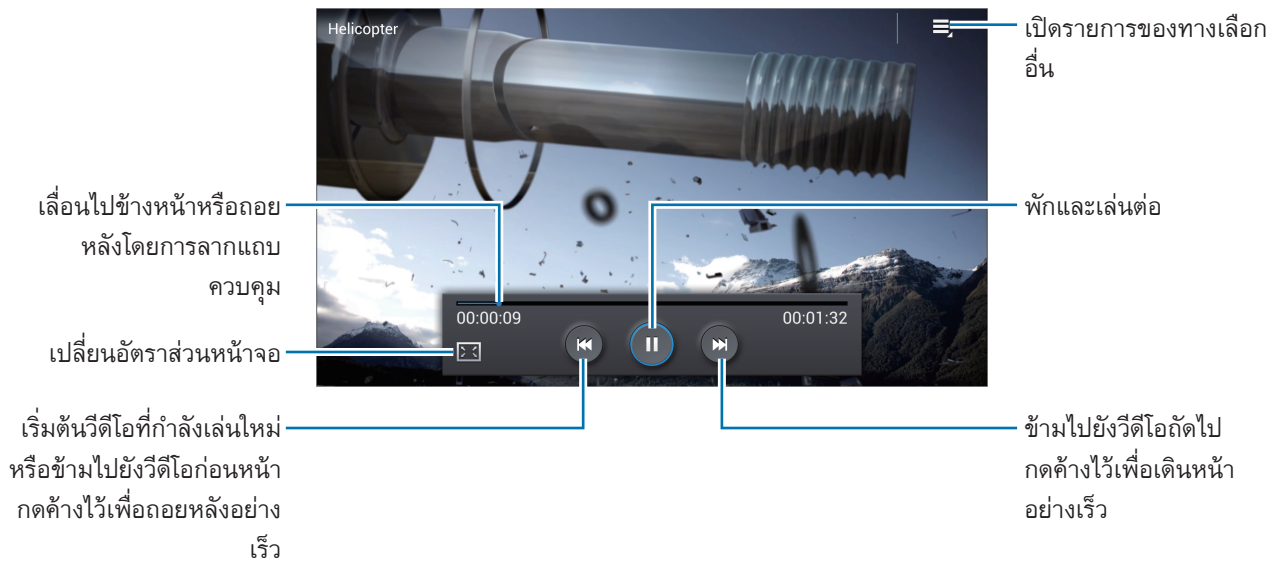 Helicopter
เปิดรายการของทางเลือก
อื่น
เลื่อนไปข้างหน้าหรือถอย
หลังโดยการลากแถบ
ควบคุม
พักและเล่นต่อ
00:00:09
00:01:32
เปลี่ยนอัตราส่วนหน้าจอ
เริ่มต้นวีดีโอที่กำลังเล่นใหม่
หรือข้ามไปยังวีดีโอก่อนหน้า
กดค้างไว้เพื่อถอยหลังอย่าง
เร็ว
ข้ามไปยังวีดีโอถัดไป
กดค้างไว้เพื่อเดินหน้า
อย่างเร็ว